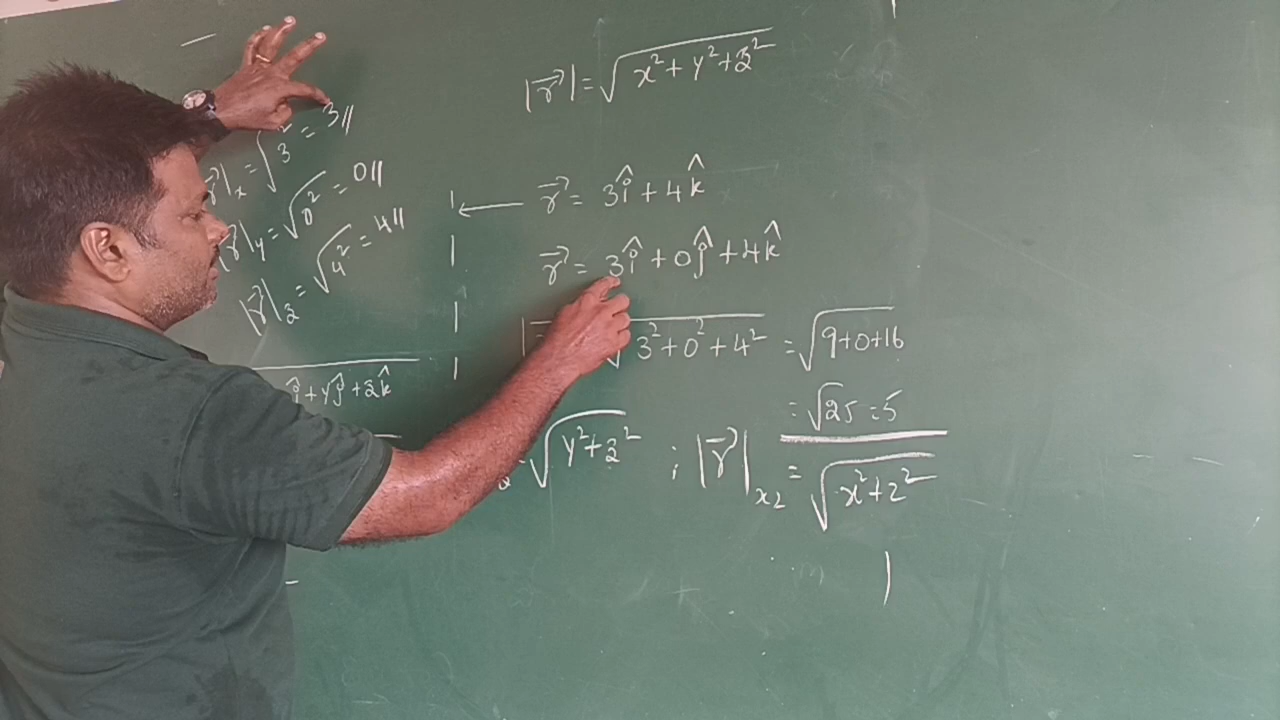 |r⃗| = √(x² + y² + z²)
r⃗|ₓ = √3² = 3//
|r⃗|ᵧ = √0² = 0//
|r⃗|z = √4² = 4//
r⃗ = 3î + 4k̂
r⃗ = 3î + 0ĵ + 4k̂
√(3² + 0² + 4²) = √(9+0+16)
= √25 = 5
î + yĵ + zk̂
= √(y² + z²) ; |r⃗|xz = √(x² + z²)